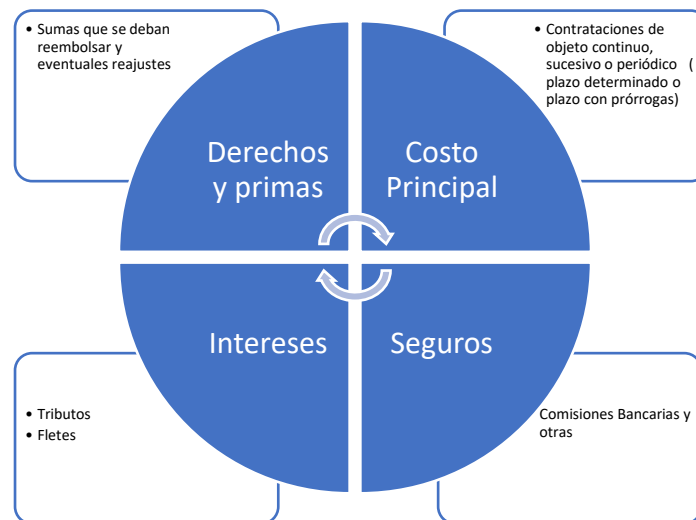 • Sumas que se deban
reembolsar y
eventuales reajustes
• Contrataciones de
objeto continuo,
sucesivo o periódico (
plazo determinado o
plazo con prórrogas)
Derechos
y primas
Costo
Principal
Intereses
Seguros
• Tributos
• Fletes
Comisiones Bancarias y
otras